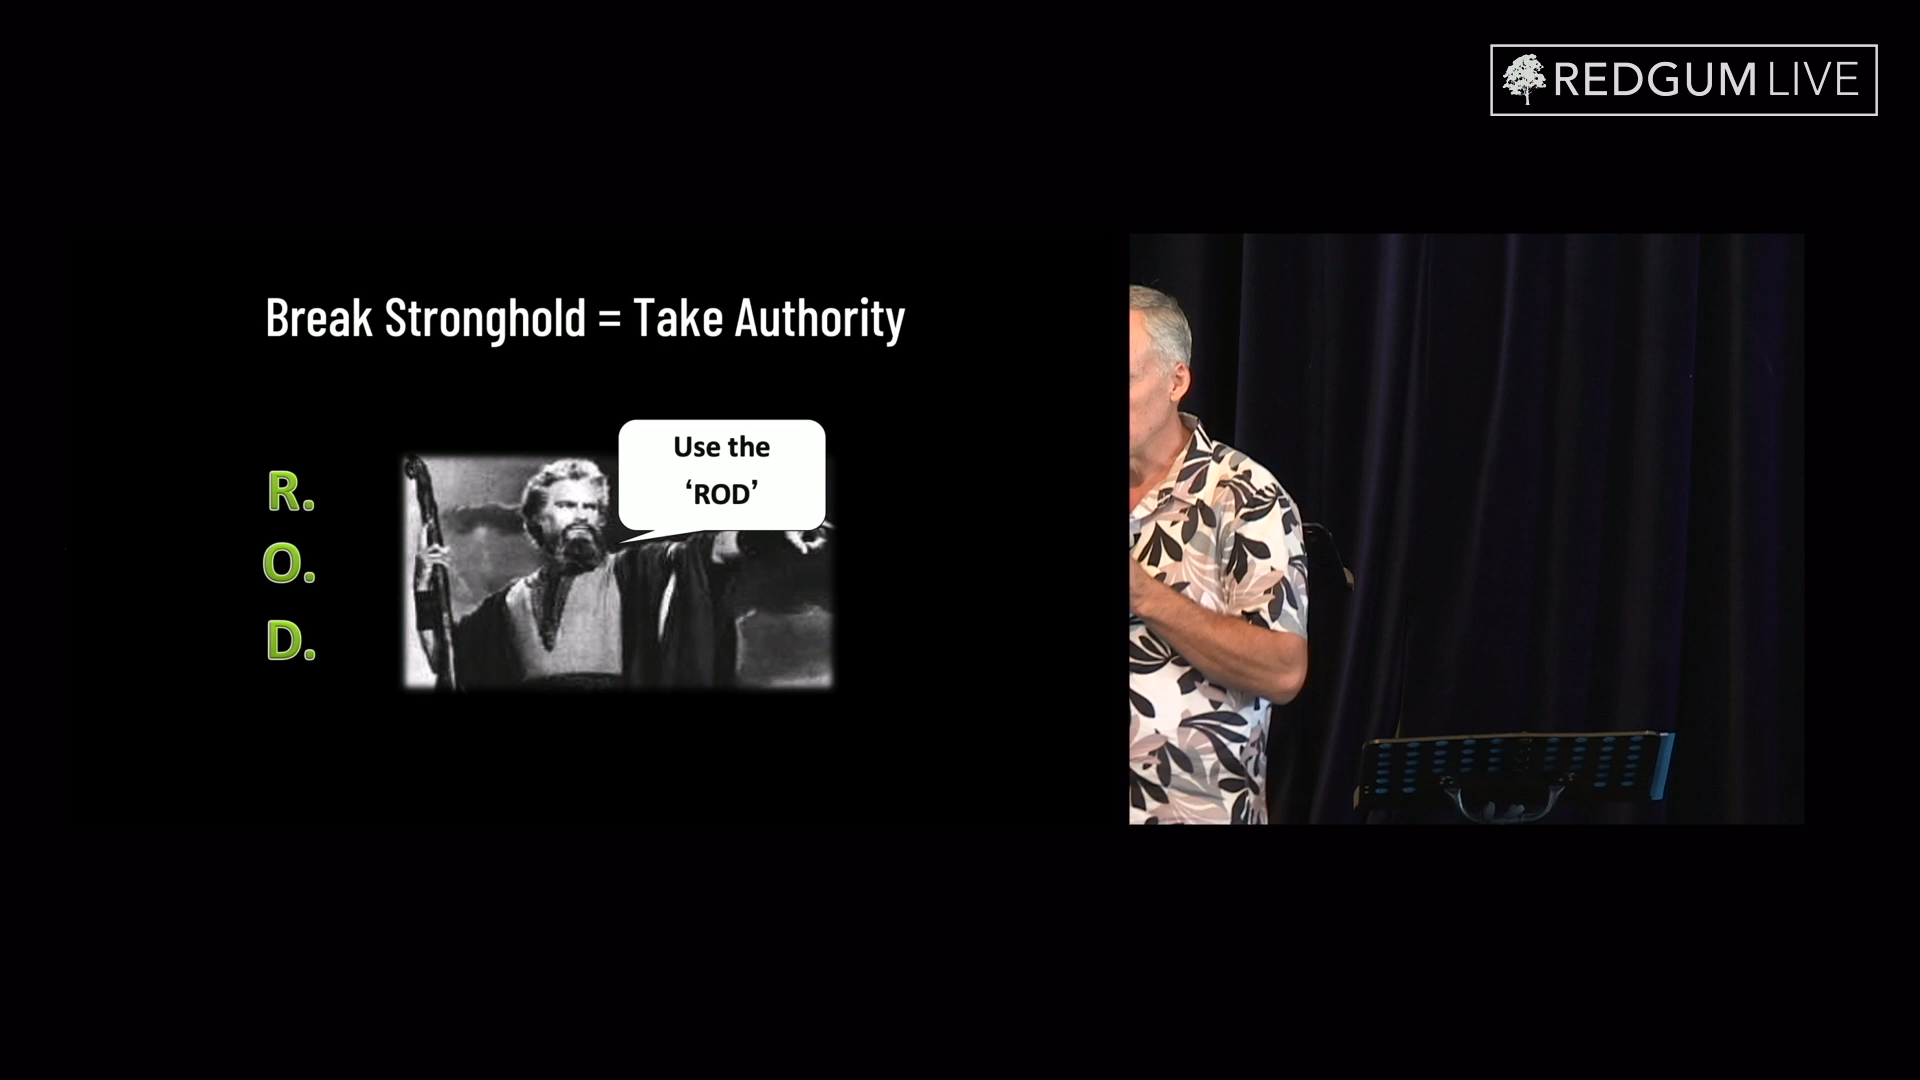 REDGUM LIVE
Break Stronghold = Take Authority
Use the
‘ROD’
R.
O.
D.